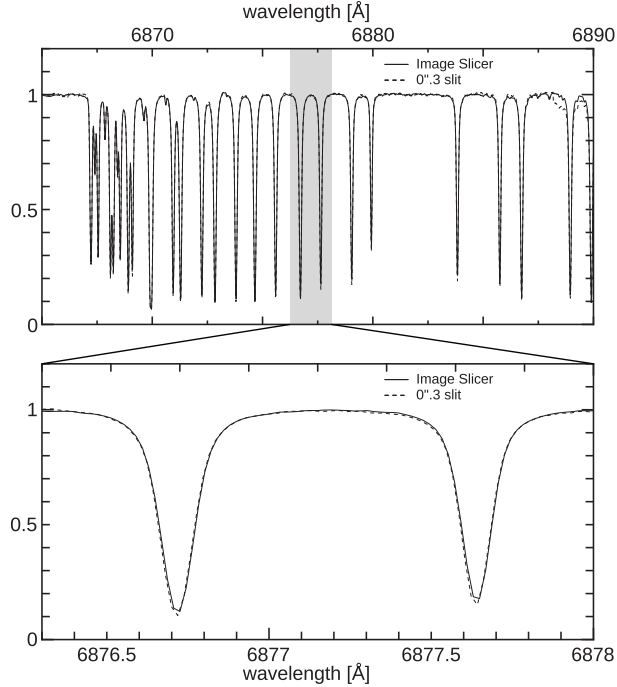 wavelength [Å]
6870 6880 6890
Image Slicer
0".3 slit
1
0.5
0
Image Slicer
0".3 slit
1
0.5
0
6876.5 6877 6877.5 6878
wavelength [Å]